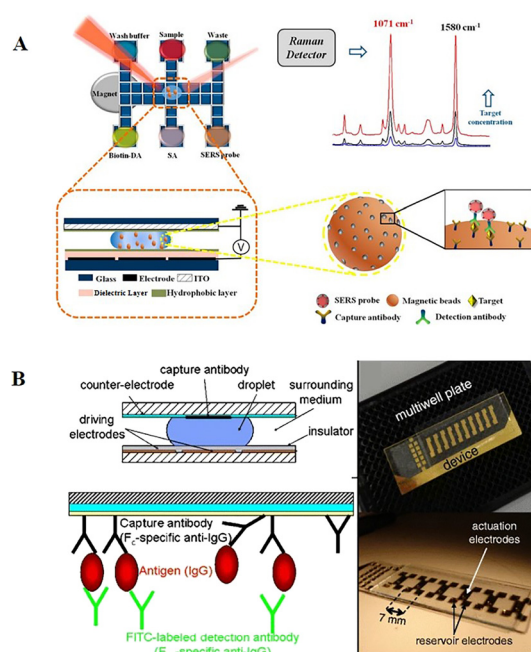 A
Wash buffer
Sample
Waste
Magnet
Biotin-DA
SA
SERS probe
Raman
Detector
1071 cm⁻¹
1580 cm⁻¹
Target
concentration
V
Glass
Electrode
ITO
Dielectric Layer
Hydrophobic layer
SERS probe
Magnetic beads
Target
Capture antibody
Detection antibody
B
capture antibody
counter-electrode
droplet
surrounding
medium
driving
electrodes
insulator
Capture antibody
(Fc-specific anti-IgG)
Antigen (IgG)
FITC-labeled detection antibody
-specific anti-IgG)
multiwell plate
device
actuation
electrodes
7 mm
reservoir electrodes